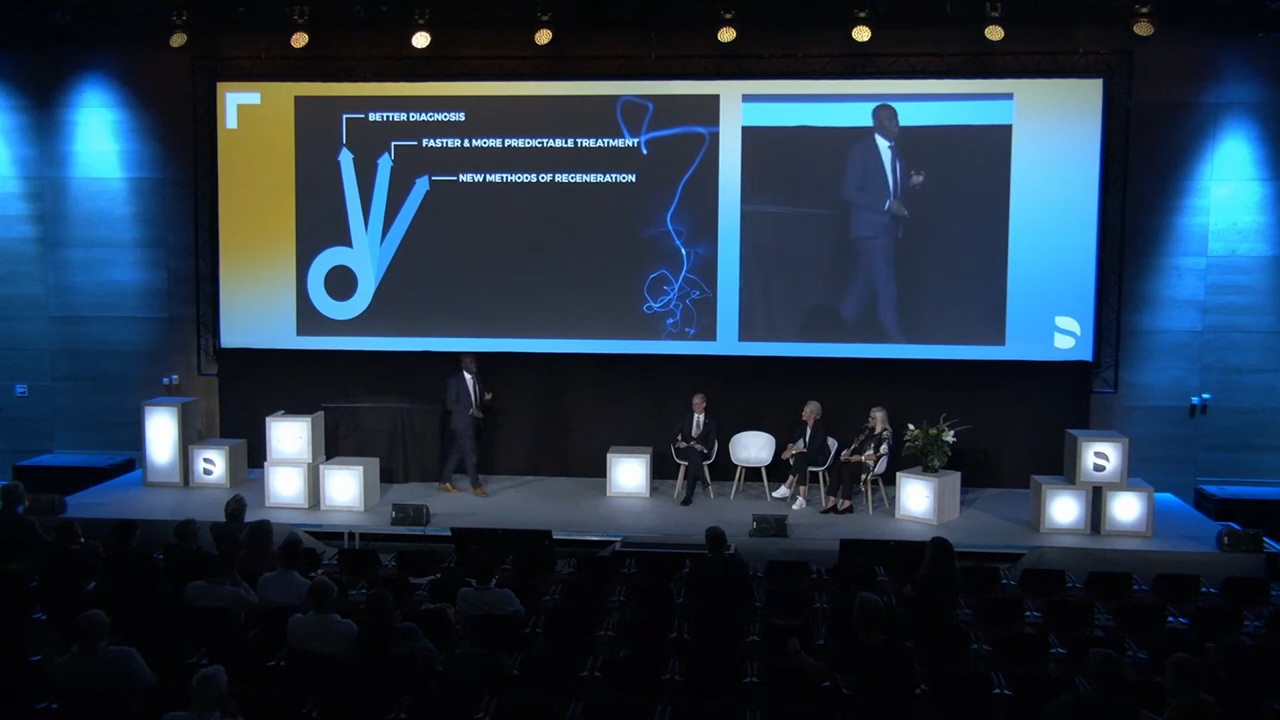 BETTER DIAGNOSIS
FASTER & MORE PREDICTABLE TREATMENT
NEW METHODS OF REGENERATION